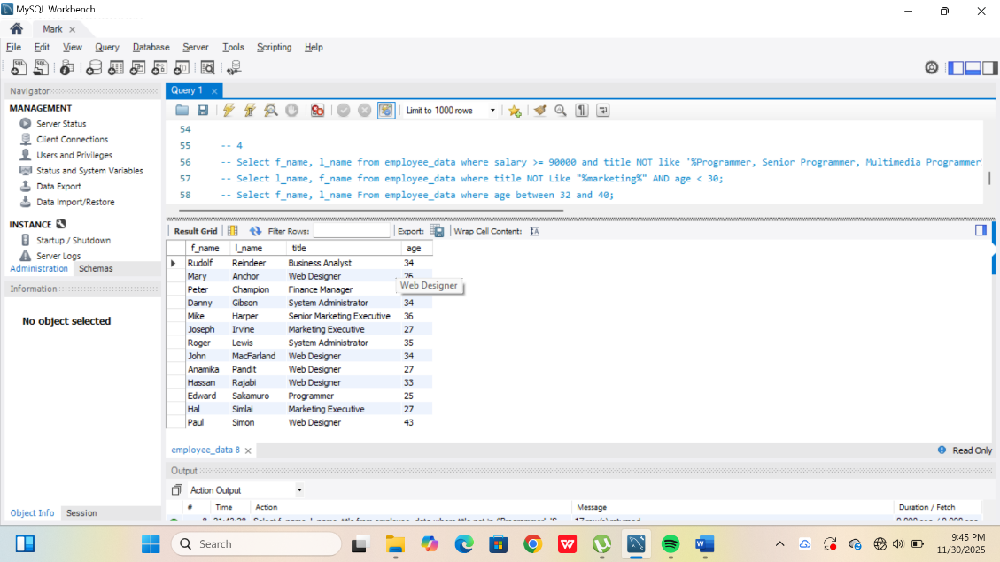 MySQL Workbench
Mark
File Edit View Query Database Server Tools Scripting Help
Navigator
MANAGEMENT
Server Status
Client Connections
Users and Privileges
Status and System Variables
Data Export
Data Import/Restore
INSTANCE
Startup / Shutdown
Server Logs
Administration Schemas
Information
No object selected
Object Info Session
Query 1
Limit to 1000 rows
54
55 -- 4
56 -- Select f_name, l_name from employee_data where salary >= 90000 and title NOT like '%Programmer, Senior Programmer, Multimedia Programmer
57 -- Select l_name, f_name from employee_data where title NOT Like "%marketing%" AND age < 30;
58 -- Select f_name, l_name From employee_data where age between 32 and 40;
Result Grid Filter Rows: Export: Wrap Cell Content:
f_name l_name title age
Rudolf Reindeer Business Analyst 34
Mary Anchor Web Designer 26
Peter Champion Finance Manager
Web Designer
Danny Gibson System Administrator 34
Mike Harper Senior Marketing Executive 36
Joseph Irvine Marketing Executive 27
Roger Lewis System Administrator 35
John MacFarland Web Designer 34
Anamika Pandit Web Designer 27
Hassan Rajabi Web Designer 33
Edward Sakamuro Programmer 25
Hal Simlai Marketing Executive 27
Paul Simon Web Designer 43
employee_data 8 Read Only
Output
Action Output
# Time Action Message Duration / Fetch
Search
9:45 PM
11/30/2025